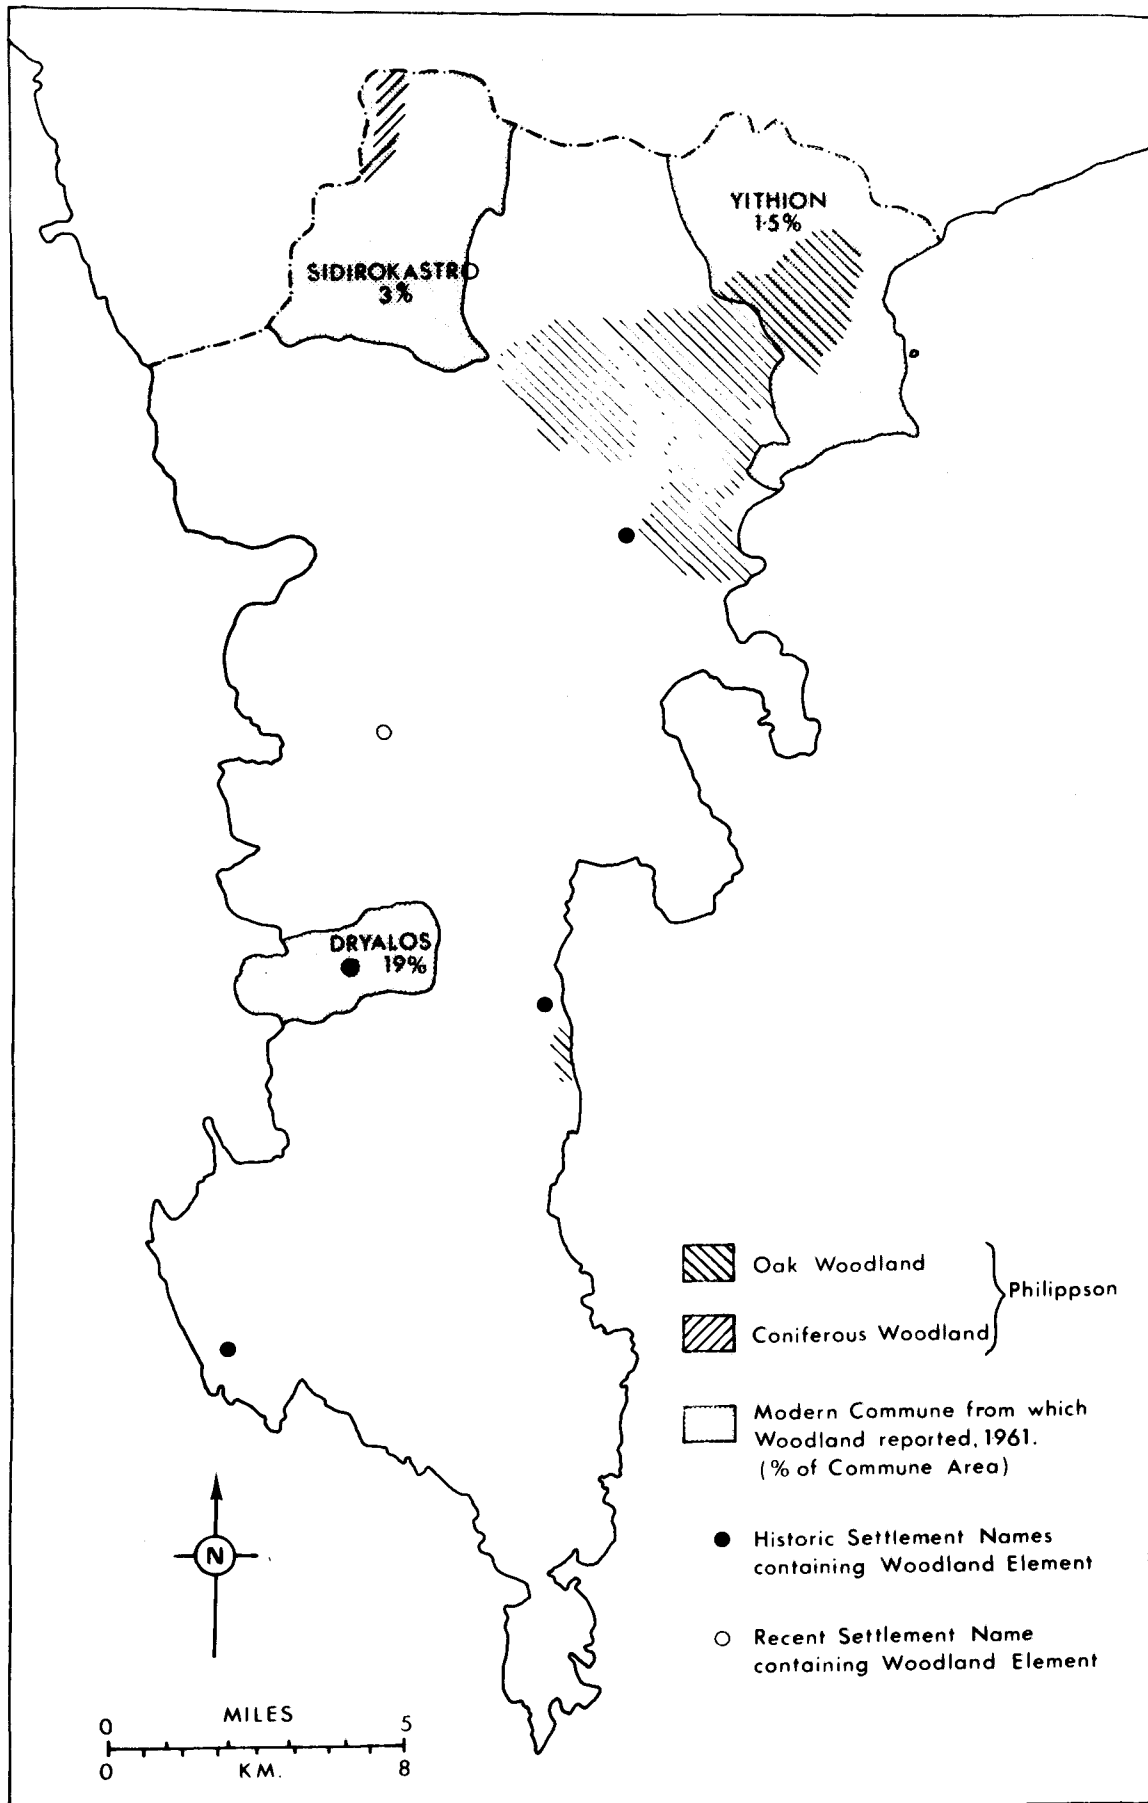 YITHION
1·5%
SIDIROKASTRO
3%
DRYALOS
19%
Oak Woodland
Coniferous Woodland
Philippson
Modern Commune from which
Woodland reported, 1961.
(% of Commune Area)
Historic Settlement Names
containing Woodland Element
Recent Settlement Name
containing Woodland Element
N
MILES
0 5
KM.
0 8